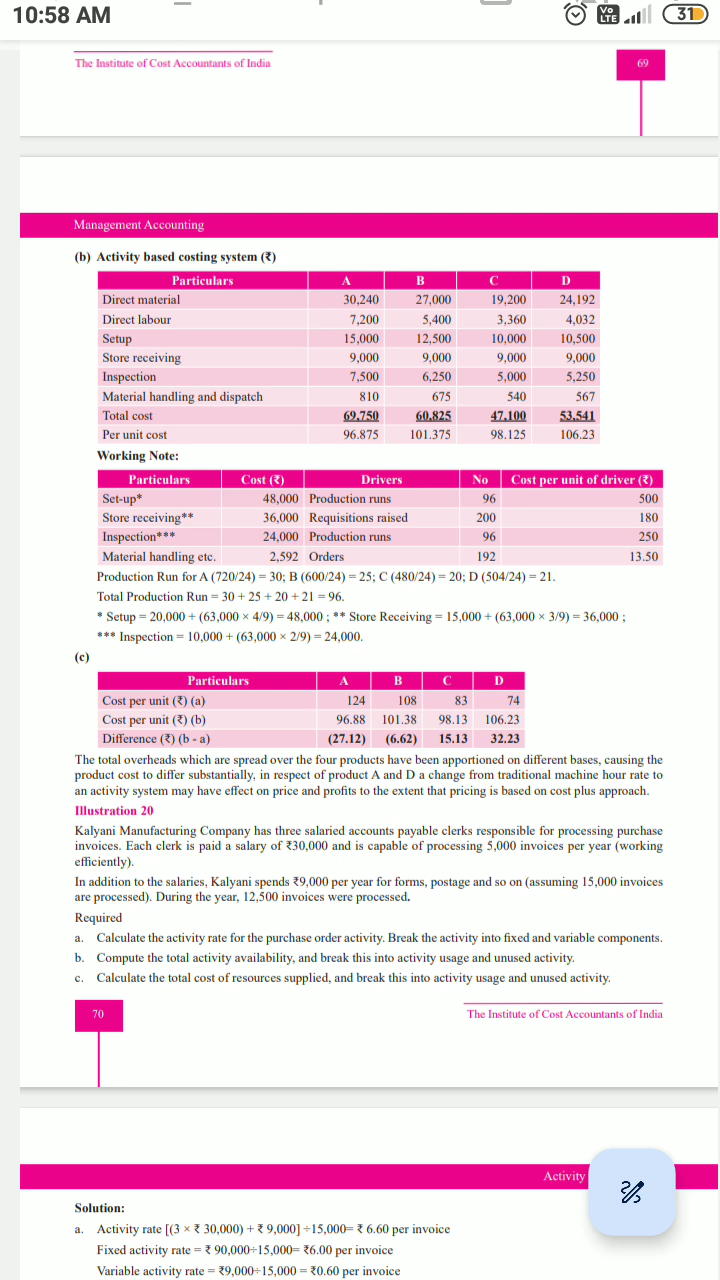 10:58 AM
Vo LTE
31
The Institute of Cost Accountants of India
69
Management Accounting
(b) Activity based costing system (₹)
Particulars A B C D
Direct material 30,240 27,000 19,200 24,192
Direct labour 7,200 5,400 3,360 4,032
Setup 15,000 12,500 10,000 10,500
Store receiving 9,000 9,000 9,000 9,000
Inspection 7,500 6,250 5,000 5,250
Material handling and dispatch 810 675 540 567
Total cost 69,750 60,825 47,100 53,541
Per unit cost 96.875 101.375 98.125 106.23
Working Note:
Particulars Cost (₹) Drivers No Cost per unit of driver (₹)
Set-up* 48,000 Production runs 96 500
Store receiving** 36,000 Requisitions raised 200 180
Inspection*** 24,000 Production runs 96 250
Material handling etc. 2,592 Orders 192 13.50
Production Run for A (720/24) = 30; B (600/24) = 25; C (480/24) = 20; D (504/24) = 21.
Total Production Run = 30 + 25 + 20 + 21 = 96.
* Setup = 20,000 + (63,000 × 4/9) = 48,000 ; ** Store Receiving = 15,000 + (63,000 × 3/9) = 36,000 ;
*** Inspection = 10,000 + (63,000 × 2/9) = 24,000.
(c)
Particulars A B C D
Cost per unit (₹) (a) 124 108 83 74
Cost per unit (₹) (b) 96.88 101.38 98.13 106.23
Difference (₹) (b - a) (27.12) (6.62) 15.13 32.23
The total overheads which are spread over the four products have been apportioned on different bases, causing the
product cost to differ substantially, in respect of product A and D a change from traditional machine hour rate to
an activity system may have effect on price and profits to the extent that pricing is based on cost plus approach.
Illustration 20
Kalyani Manufacturing Company has three salaried accounts payable clerks responsible for processing purchase
invoices. Each clerk is paid a salary of ₹30,000 and is capable of processing 5,000 invoices per year (working
efficiently).
In addition to the salaries, Kalyani spends ₹9,000 per year for forms, postage and so on (assuming 15,000 invoices
are processed). During the year, 12,500 invoices were processed.
Required
a. Calculate the activity rate for the purchase order activity. Break the activity into fixed and variable components.
b. Compute the total activity availability, and break this into activity usage and unused activity.
c. Calculate the total cost of resources supplied, and break this into activity usage and unused activity.
70
The Institute of Cost Accountants of India
Activity
Solution:
a. Activity rate [(3 × ₹ 30,000) + ₹ 9,000] ÷15,000= ₹ 6.60 per invoice
Fixed activity rate = ₹ 90,000÷15,000= ₹6.00 per invoice
Variable activity rate = ₹9,000÷15,000 = ₹0.60 per invoice